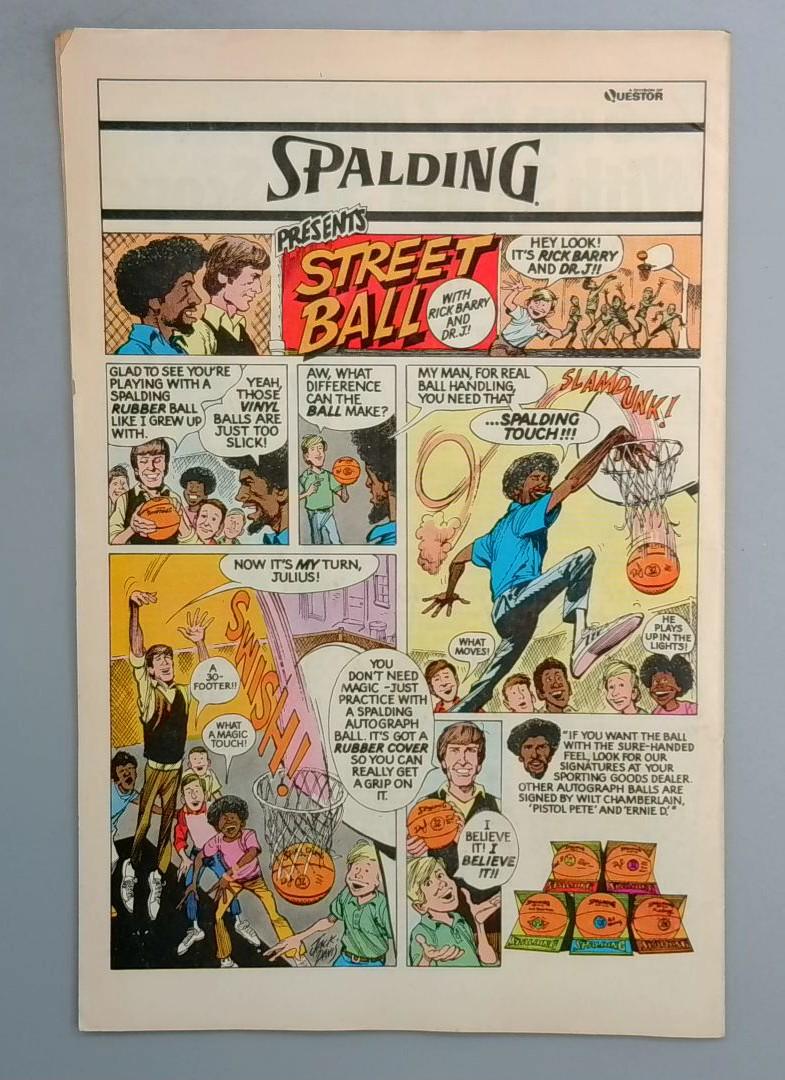 A DIVISION OF
QUESTOR
SPALDING
PRESENTS
STREET
BALL
WITH
RICK BARRY
AND
DR. J.!
HEY LOOK!
IT'S RICK BARRY
AND DR. J!!
GLAD TO SEE YOU'RE
PLAYING WITH A
SPALDING
RUBBER BALL
LIKE I GREW UP
WITH.
YEAH,
THOSE
VINYL
BALLS ARE
JUST TOO
SLICK!
AW, WHAT
DIFFERENCE
CAN THE
BALL MAKE?
MY MAN, FOR REAL
BALL HANDLING,
YOU NEED THAT
...SPALDING
TOUCH!!!
SLAMDUNK!
WHAT
MOVES!
HE
PLAYS
UP IN THE
LIGHTS!
NOW IT'S MY TURN,
JULIUS!
SWISH!
A
30-
FOOTER!!
WHAT
A MAGIC
TOUCH!
YOU
DON'T NEED
MAGIC -JUST
PRACTICE WITH
A SPALDING
AUTOGRAPH
BALL. IT'S GOT A
RUBBER COVER
SO YOU CAN
REALLY GET
A GRIP ON
IT.
JACK
DAVIS
SPALDING
I
BELIEVE
IT! I
BELIEVE
IT!!
"IF YOU WANT THE BALL
WITH THE SURE-HANDED
FEEL, LOOK FOR OUR
SIGNATURES AT YOUR
SPORTING GOODS DEALER.
OTHER AUTOGRAPH BALLS ARE
SIGNED BY WILT CHAMBERLAIN,
'PISTOL PETE' AND 'ERNIE D.'"
SPALDING SPALDING
SPALDING SPALDING SPALDING